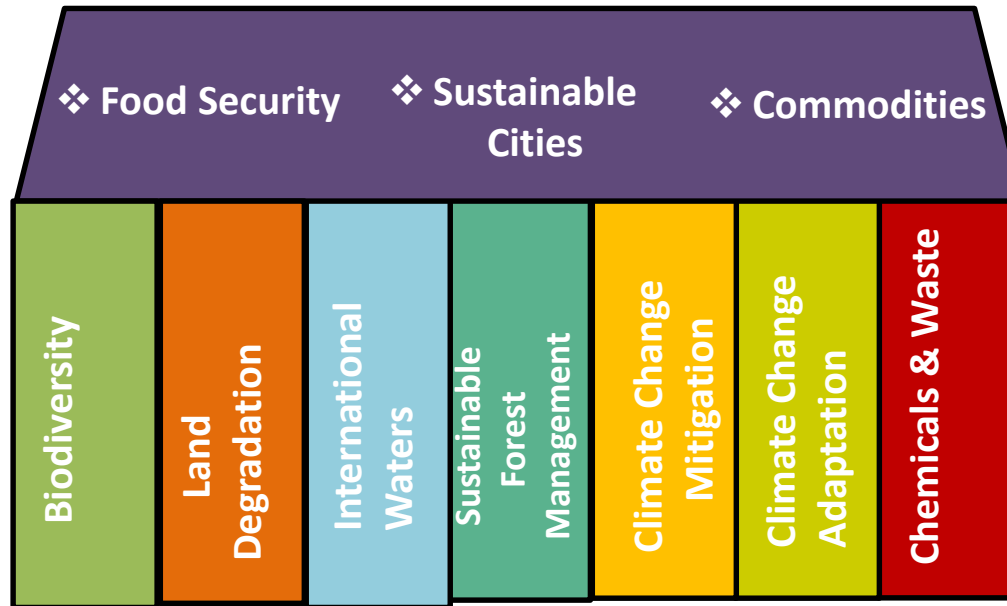 ❖ Food Security
❖ Sustainable
Cities
❖ Commodities
Biodiversity
Land
Degradation
International
Waters
Sustainable
Forest
Management
Climate Change
Mitigation
Climate Change
Adaptation
Chemicals & Waste